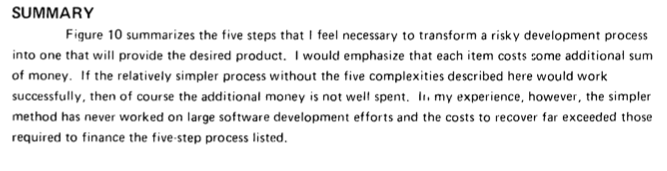 SUMMARY
Figure 10 summarizes the five steps that I feel necessary to transform a risky development process
into one that will provide the desired product. I would emphasize that each item costs some additional sum
of money. If the relatively simpler process without the five complexities described here would work
successfully, then of course the additional money is not well spent. In my experience, however, the simpler
method has never worked on large software development efforts and the costs to recover far exceeded those
required to finance the five-step process listed.